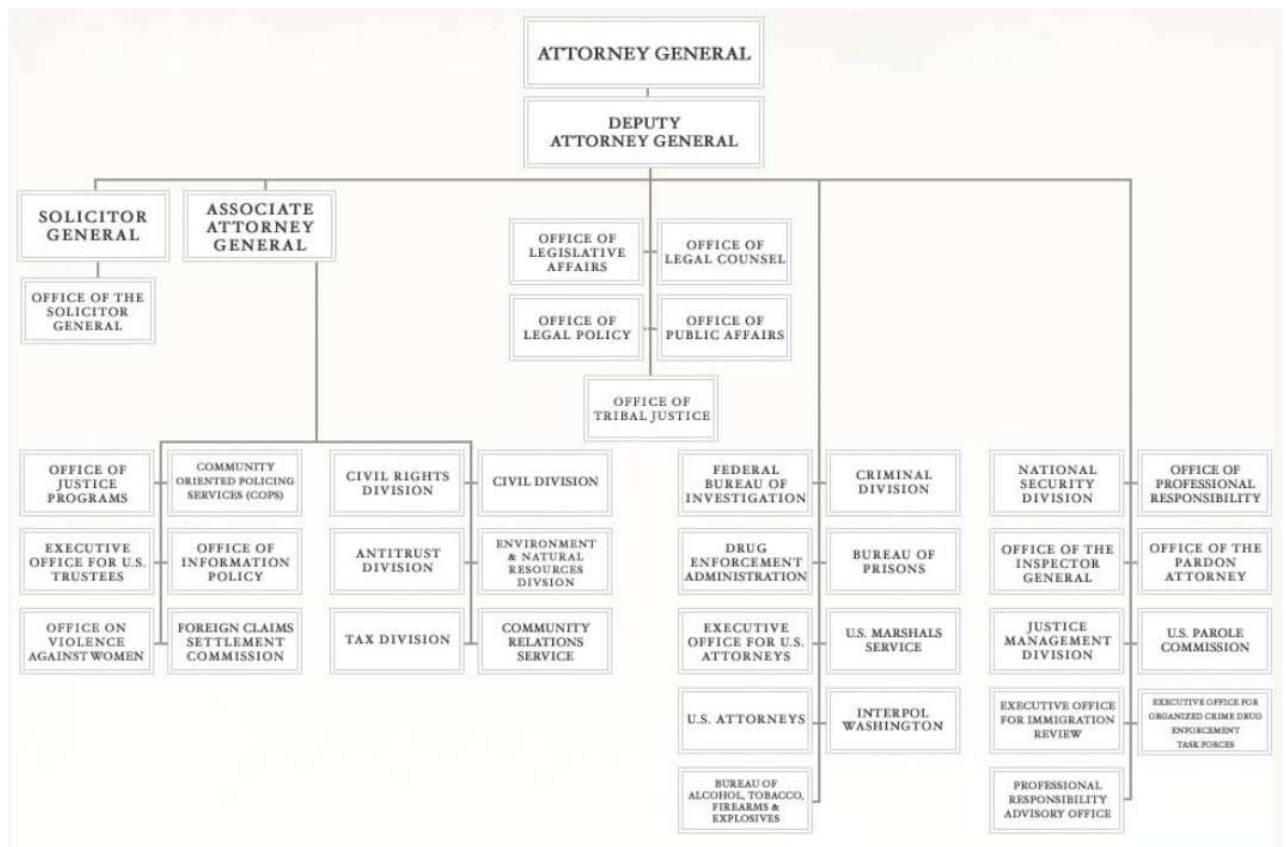 ATTORNEY GENERAL
DEPUTY
ATTORNEY GENERAL
SOLICITOR
GENERAL
ASSOCIATE
ATTORNEY
GENERAL
OFFICE OF THE
SOLICITOR
GENERAL
OFFICE OF
LEGISLATIVE
AFFAIRS
OFFICE OF
LEGAL COUNSEL
OFFICE OF
LEGAL POLICY
OFFICE OF
PUBLIC AFFAIRS
OFFICE OF
TRIBAL JUSTICE
OFFICE OF
JUSTICE
PROGRAMS
COMMUNITY
ORIENTED POLICING
SERVICES (COPS)
EXECUTIVE
OFFICE FOR U.S.
TRUSTEES
OFFICE OF
INFORMATION
POLICY
OFFICE ON
VIOLENCE
AGAINST WOMEN
FOREIGN CLAIMS
SETTLEMENT
COMMISSION
CIVIL RIGHTS
DIVISION
CIVIL DIVISION
ANTITRUST
DIVISION
ENVIRONMENT
& NATURAL
RESOURCES
DIVSION
TAX DIVISION
COMMUNITY
RELATIONS
SERVICE
FEDERAL
BUREAU OF
INVESTIGATION
CRIMINAL
DIVISION
DRUG
ENFORCEMENT
ADMINISTRATION
BUREAU OF
PRISONS
EXECUTIVE
OFFICE FOR U.S.
ATTORNEYS
U.S. MARSHALS
SERVICE
U.S. ATTORNEYS
INTERPOL
WASHINGTON
BUREAU OF
ALCOHOL, TOBACCO,
FIREARMS &
EXPLOSIVES
NATIONAL
SECURITY
DIVISION
OFFICE OF
PROFESSIONAL
RESPONSIBILITY
OFFICE OF THE
INSPECTOR
GENERAL
OFFICE OF THE
PARDON
ATTORNEY
JUSTICE
MANAGEMENT
DIVISION
U.S. PAROLE
COMMISSION
EXECUTIVE OFFICE
FOR IMMIGRATION
REVIEW
EXECUTIVE OFFICE FOR
ORGANIZED CRIME DRUG
ENFORCEMENT
TASK FORCES
PROFESSIONAL
RESPONSIBILITY
ADVISORY OFFICE